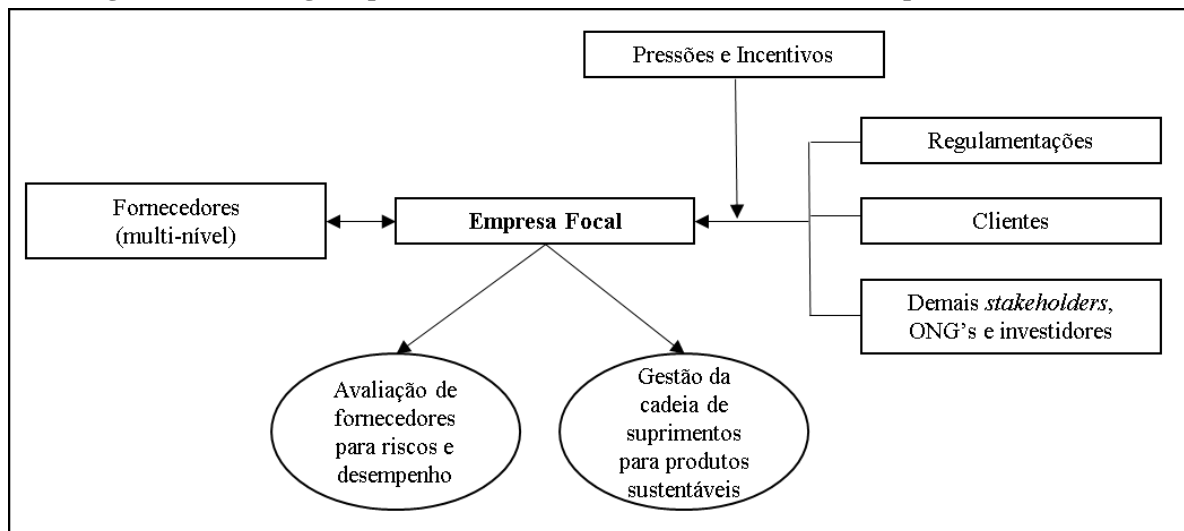 Pressões e Incentivos
Regulamentações
Fornecedores
(multi-nível)
Empresa Focal
Clientes
Demais stakeholders,
ONG's e investidores
Avaliação de
fornecedores
para riscos e
desempenho
Gestão da
cadeia de
suprimentos
para produtos
sustentáveis